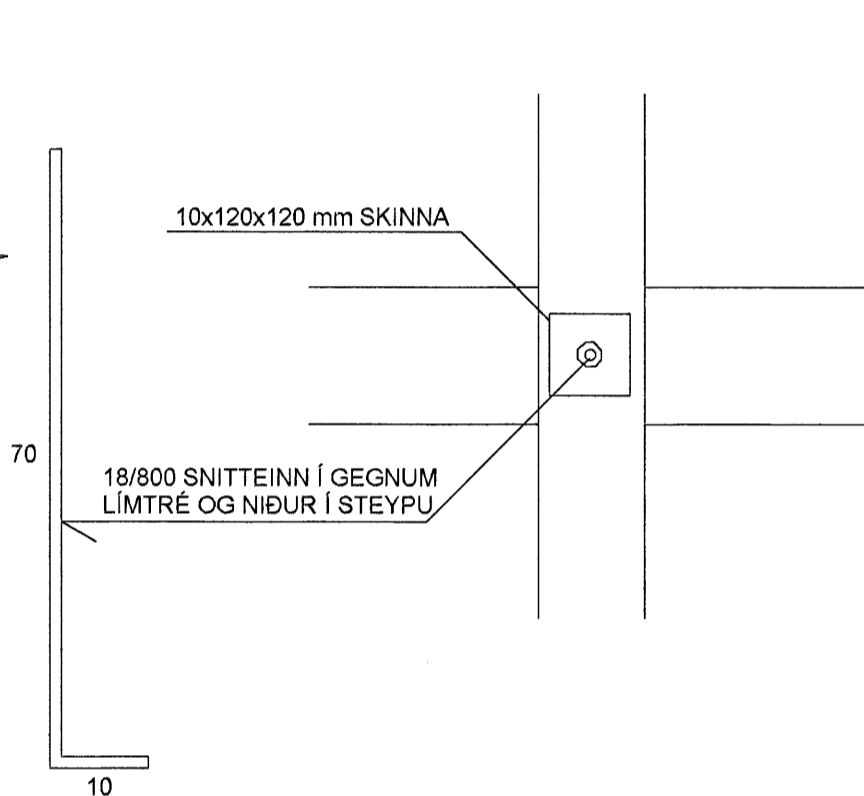 10x120x120 mm SKINNA
70
18/800 SNITTEINN Í GEGNUM
LÍMTRÉ OG NIÐUR Í STEYPU
10